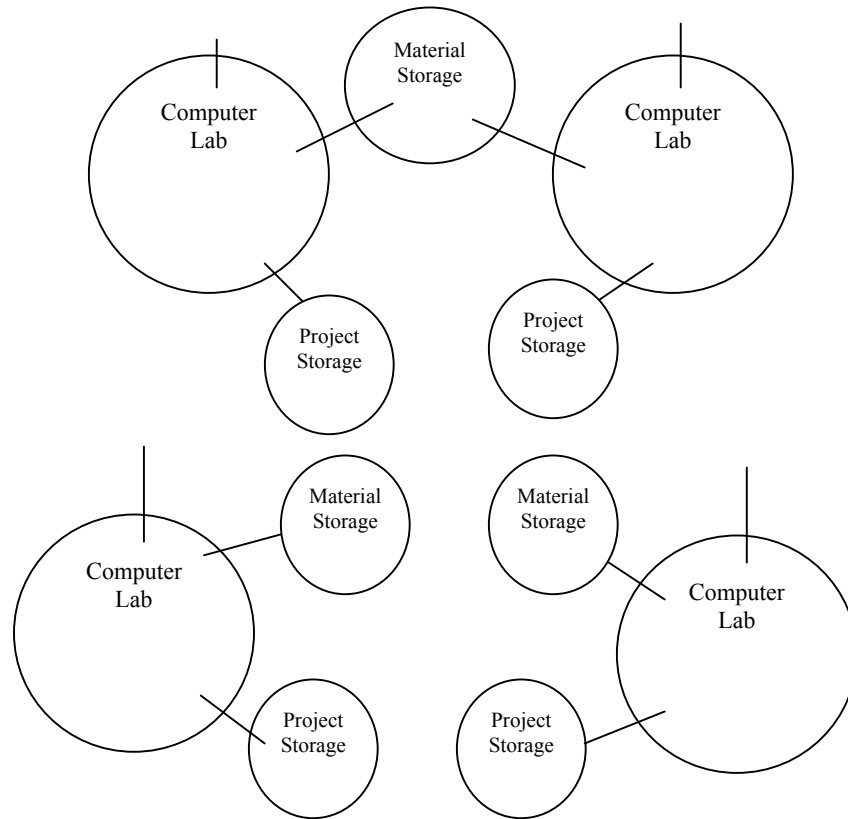 Material
Storage
Computer
Lab
Computer
Lab
Project
Storage
Project
Storage
Material
Storage
Material
Storage
Computer
Lab
Computer
Lab
Project
Storage
Project
Storage